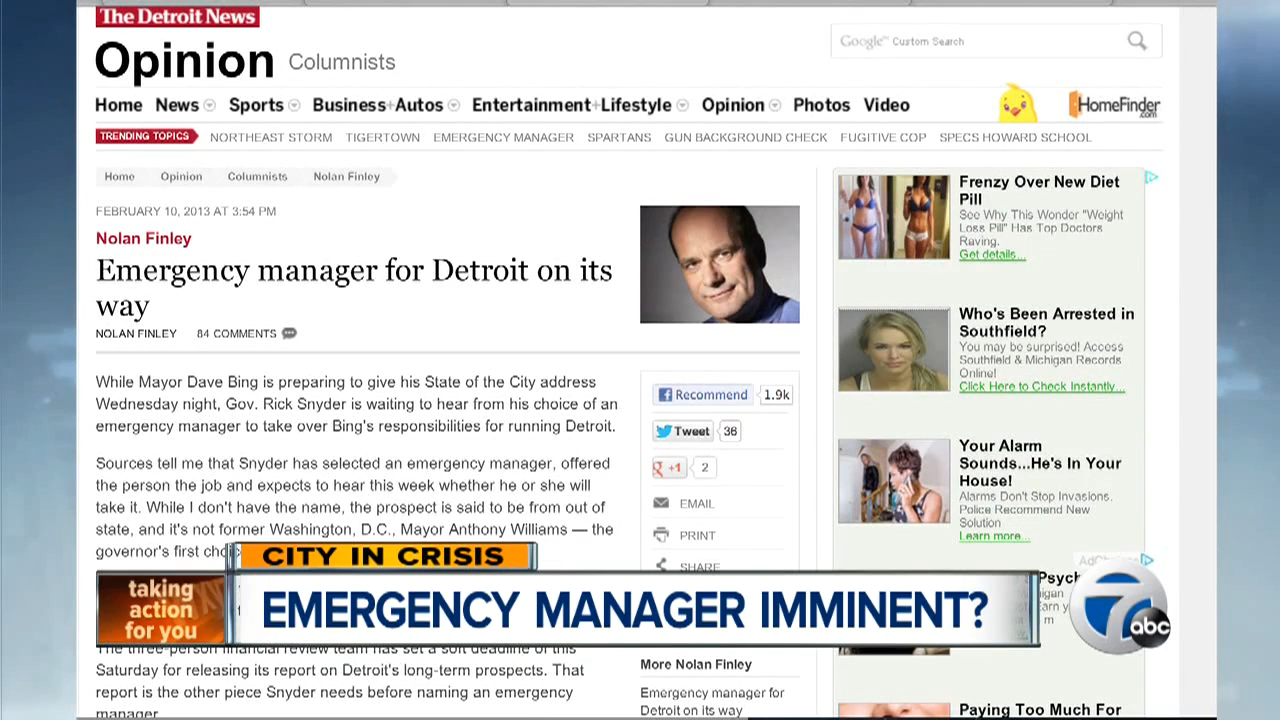 The Detroit News
Opinion Columnists
Google™ Custom Search
Home News Sports Business+Autos Entertainment+Lifestyle Opinion Photos Video
HomeFinder
.com
TRENDING TOPICS NORTHEAST STORM TIGERTOWN EMERGENCY MANAGER SPARTANS GUN BACKGROUND CHECK FUGITIVE COP SPECS HOWARD SCHOOL
Home Opinion Columnists Nolan Finley
FEBRUARY 10, 2013 AT 3:54 PM
Nolan Finley
Emergency manager for Detroit on its
way
NOLAN FINLEY 84 COMMENTS
While Mayor Dave Bing is preparing to give his State of the City address
Wednesday night, Gov. Rick Snyder is waiting to hear from his choice of an
emergency manager to take over Bing's responsibilities for running Detroit.
Sources tell me that Snyder has selected an emergency manager, offered
the person the job and expects to hear this week whether he or she will
take it. While I don't have the name, the prospect is said to be from out of
state, and it's not former Washington, D.C., Mayor Anthony Williams — the
governor's first
The three-person financial review team has set a soft deadline of this
Saturday for releasing its report on Detroit's long-term prospects. That
report is the other piece Snyder needs before naming an emergency
manager.
Recommend 1.9k
Tweet 36
g +1 2
EMAIL
PRINT
SHARE
More Nolan Finley
Emergency manager for
Detroit on its way
Frenzy Over New Diet
Pill
See Why This Wonder "Weight
Loss Pill" Has Top Doctors
Raving.
Get details...
Who's Been Arrested in
Southfield?
You may be surprised! Access
Southfield & Michigan Records
Online!
Click Here to Check Instantly...
Your Alarm
Sounds...He's In Your
House!
Alarms Don't Stop Invasions.
Police Recommend New
Solution
Learn more...
Paying Too Much For
CITY IN CRISIS
taking
action
for you
EMERGENCY MANAGER IMMINENT?
7 abc